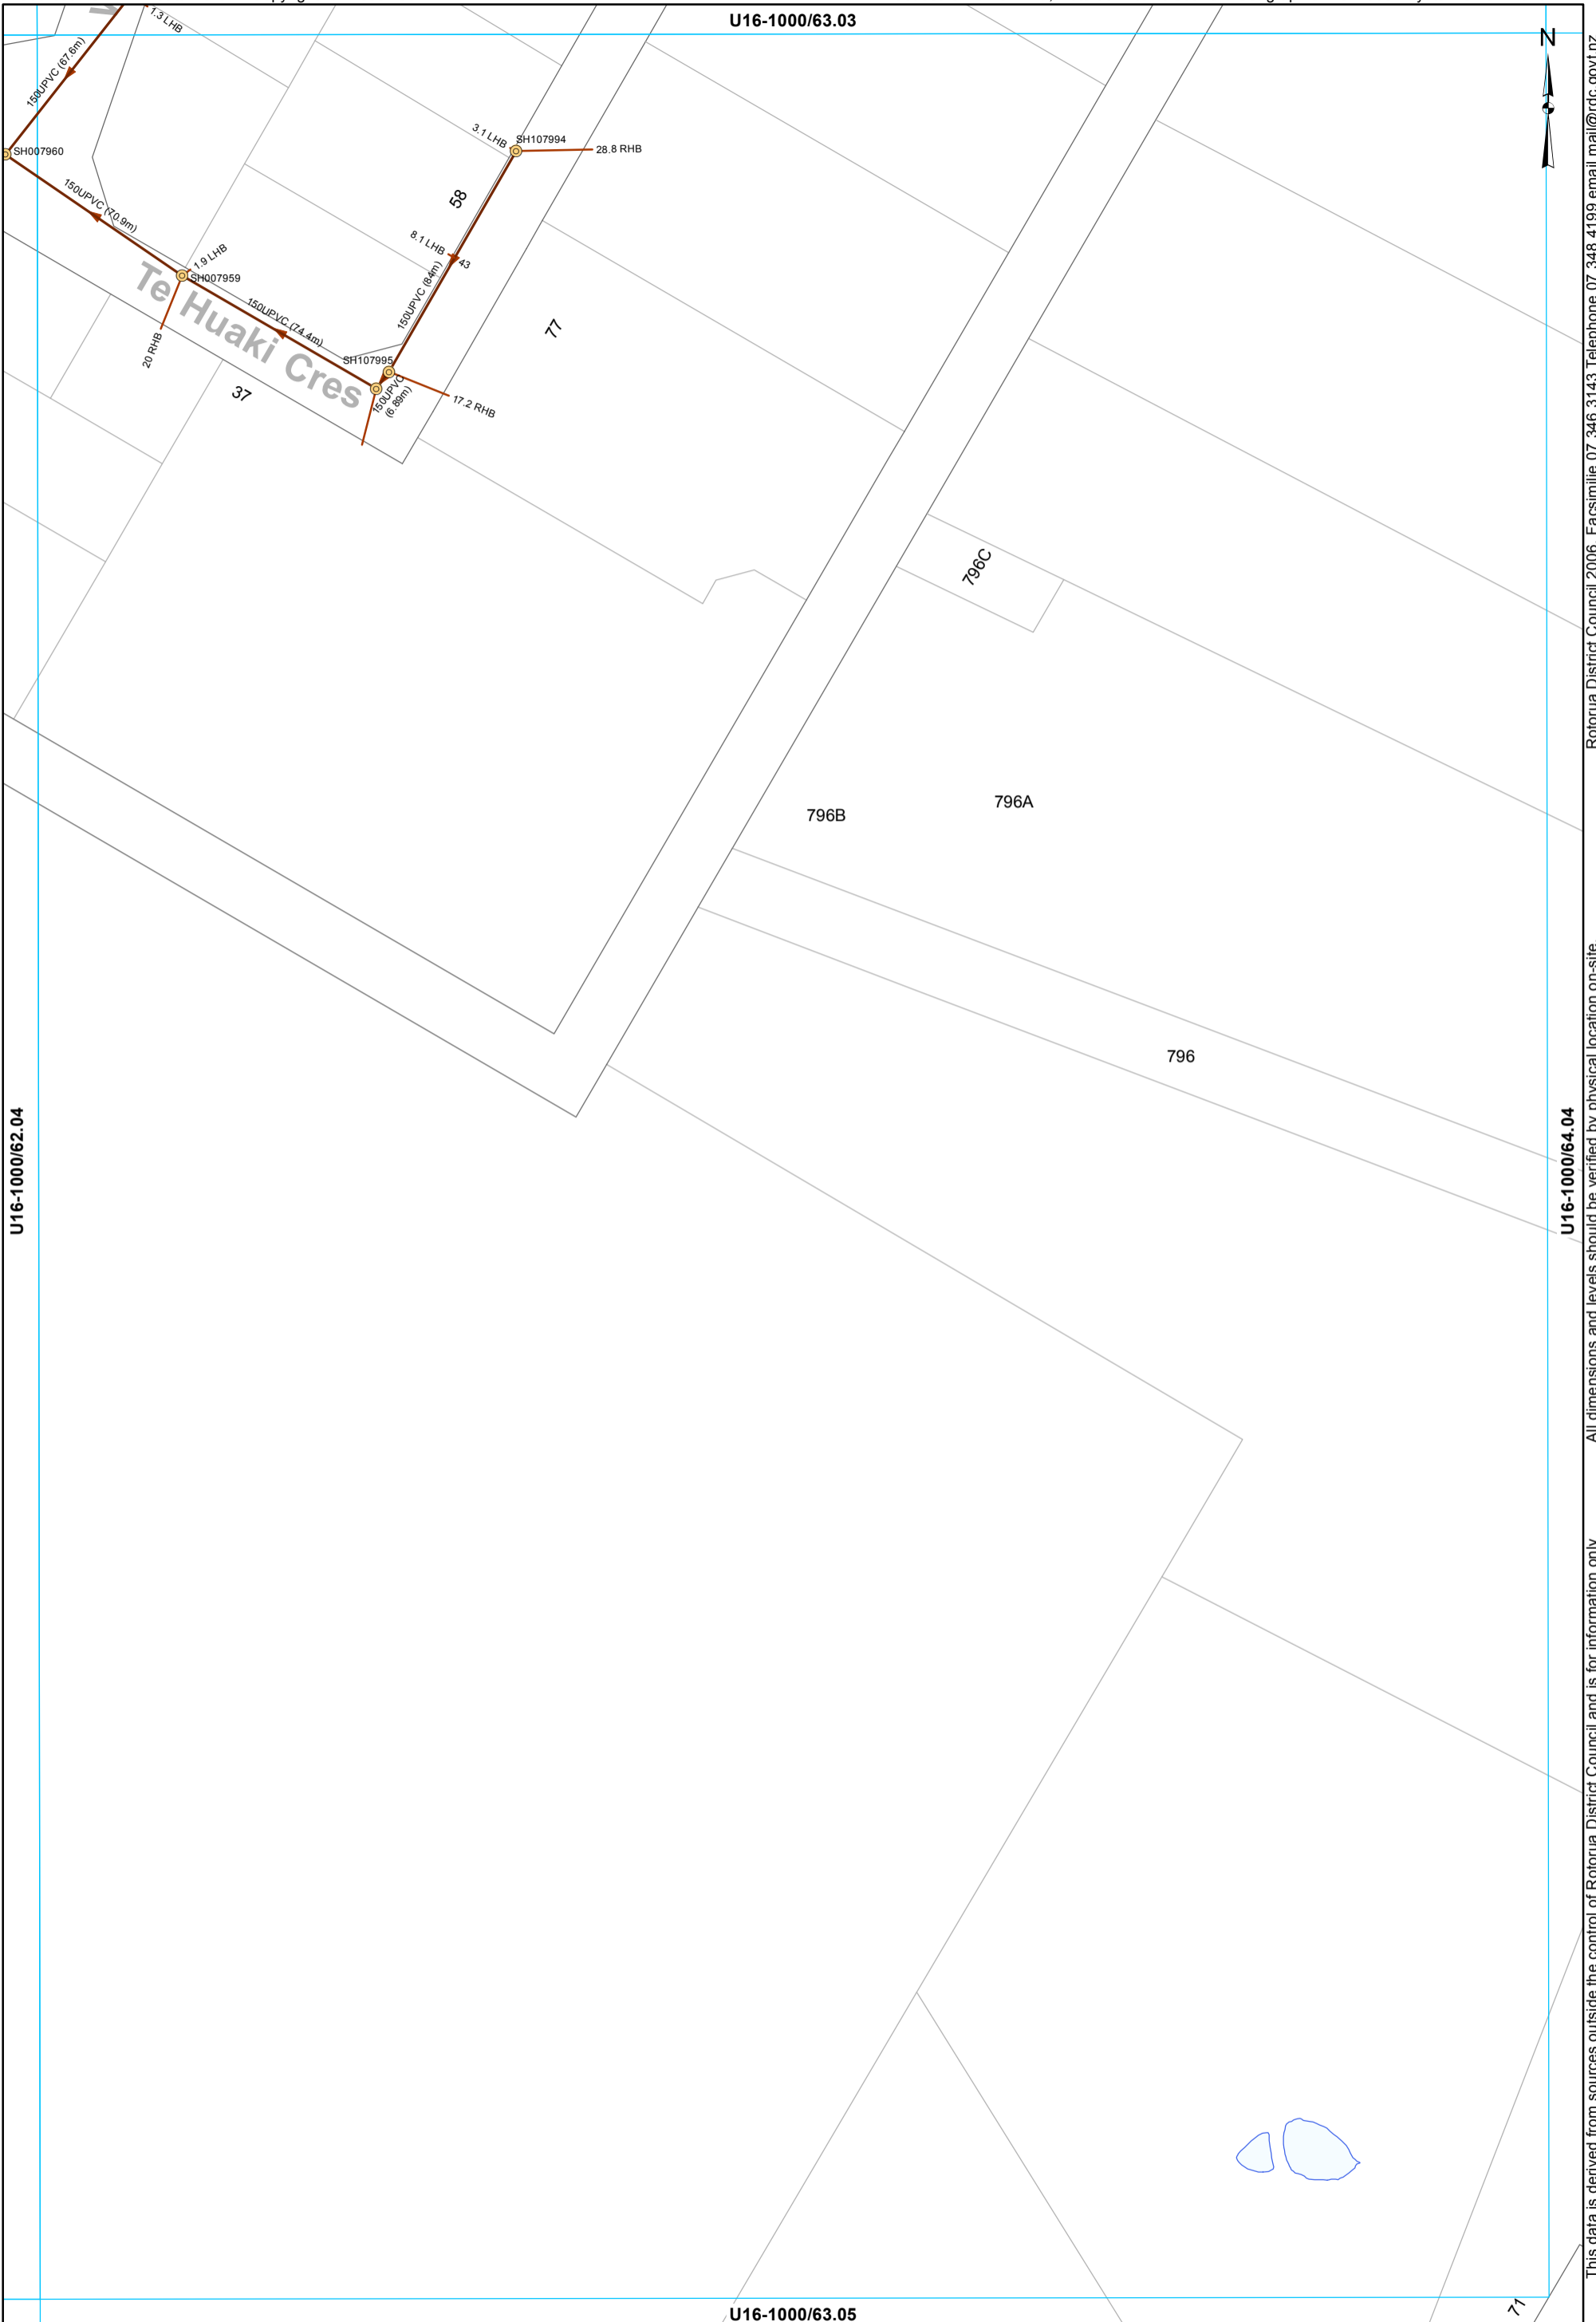 U16-1000/63.03
N
1.3 LHB
150UPVC (67.6m)
SH007960
150UPVC (70.9m)
3.1 LHB
SH107994
28.8 RHB
58
8.1 LHB
43
150UPVC (84m)
1.9 LHB
SH007959
Te Huaki Cres
150UPVC (74.4m)
20 RHB
SH107995
150UPVC
(6.89m)
17.2 RHB
37
77
796C
796B
796A
796
U16-1000/62.04
U16-1000/64.04
71
U16-1000/63.05
Rotorua District Council 2006. Facsimilie 07 346 3143 Telephone 07 348 4199 email mail@rdc.govt.nz
All dimensions and levels should be verified by physical location on-site.
This data is derived from sources outside the control of Rotorua District Council and is for information only